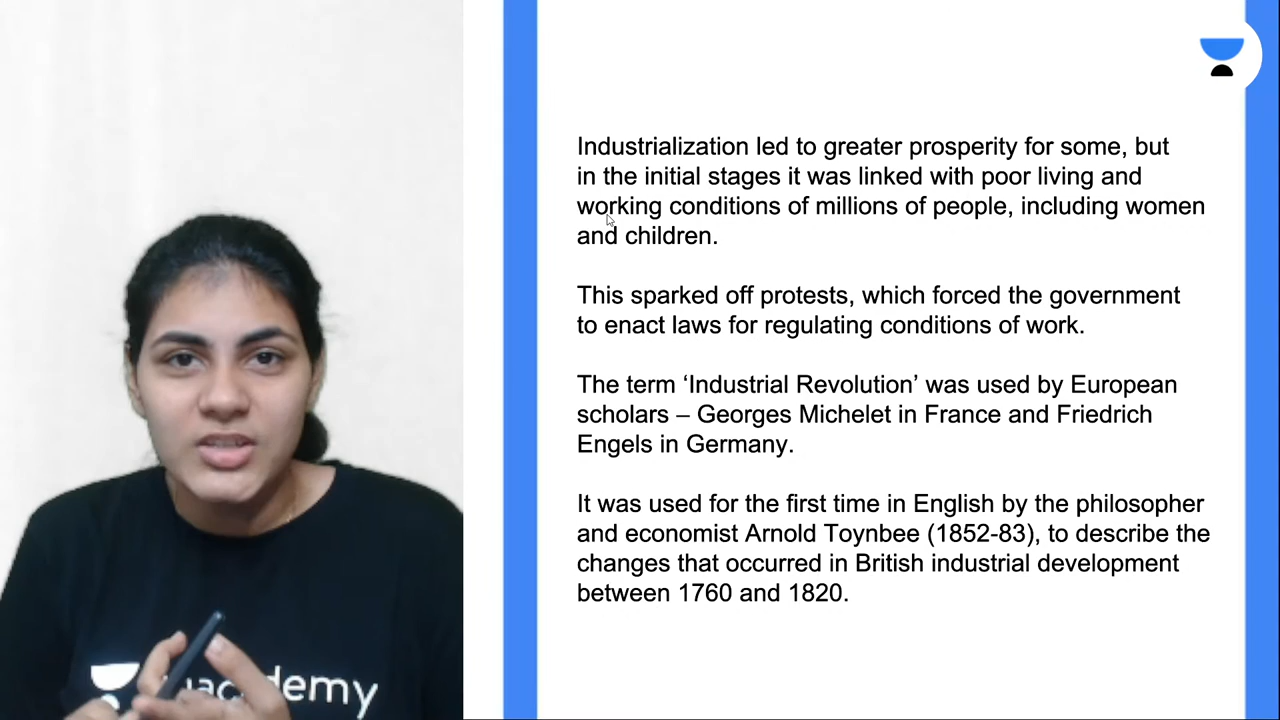 Industrialization led to greater prosperity for some, but
in the initial stages it was linked with poor living and
working conditions of millions of people, including women
and children.
This sparked off protests, which forced the government
to enact laws for regulating conditions of work.
The term ‘Industrial Revolution’ was used by European
scholars – Georges Michelet in France and Friedrich
Engels in Germany.
It was used for the first time in English by the philosopher
and economist Arnold Toynbee (1852-83), to describe the
changes that occurred in British industrial development
between 1760 and 1820.